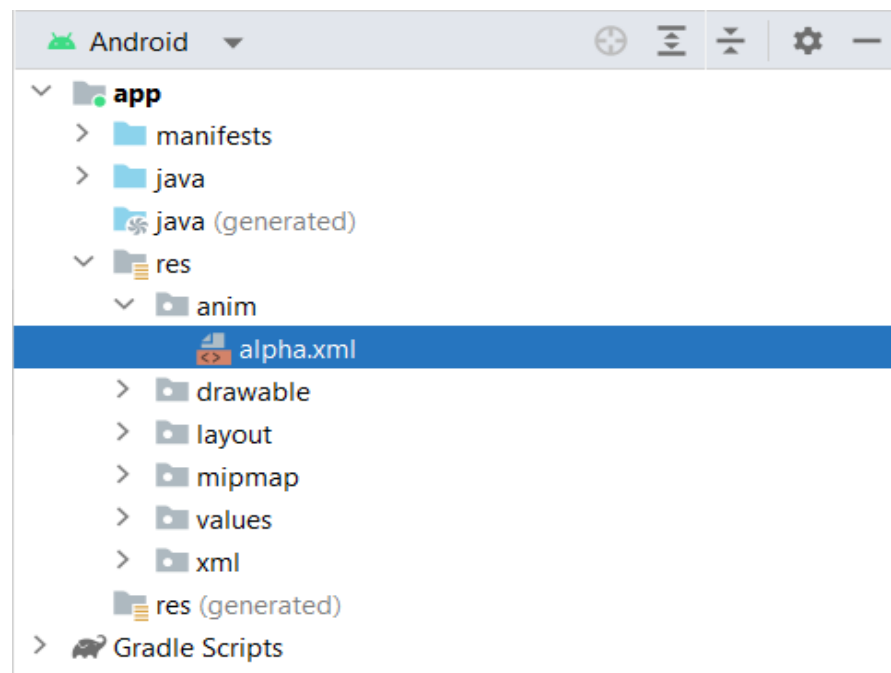 Android
app
manifests
java
java (generated)
res
anim
alpha.xml
drawable
layout
mipmap
values
xml
res (generated)
Gradle Scripts